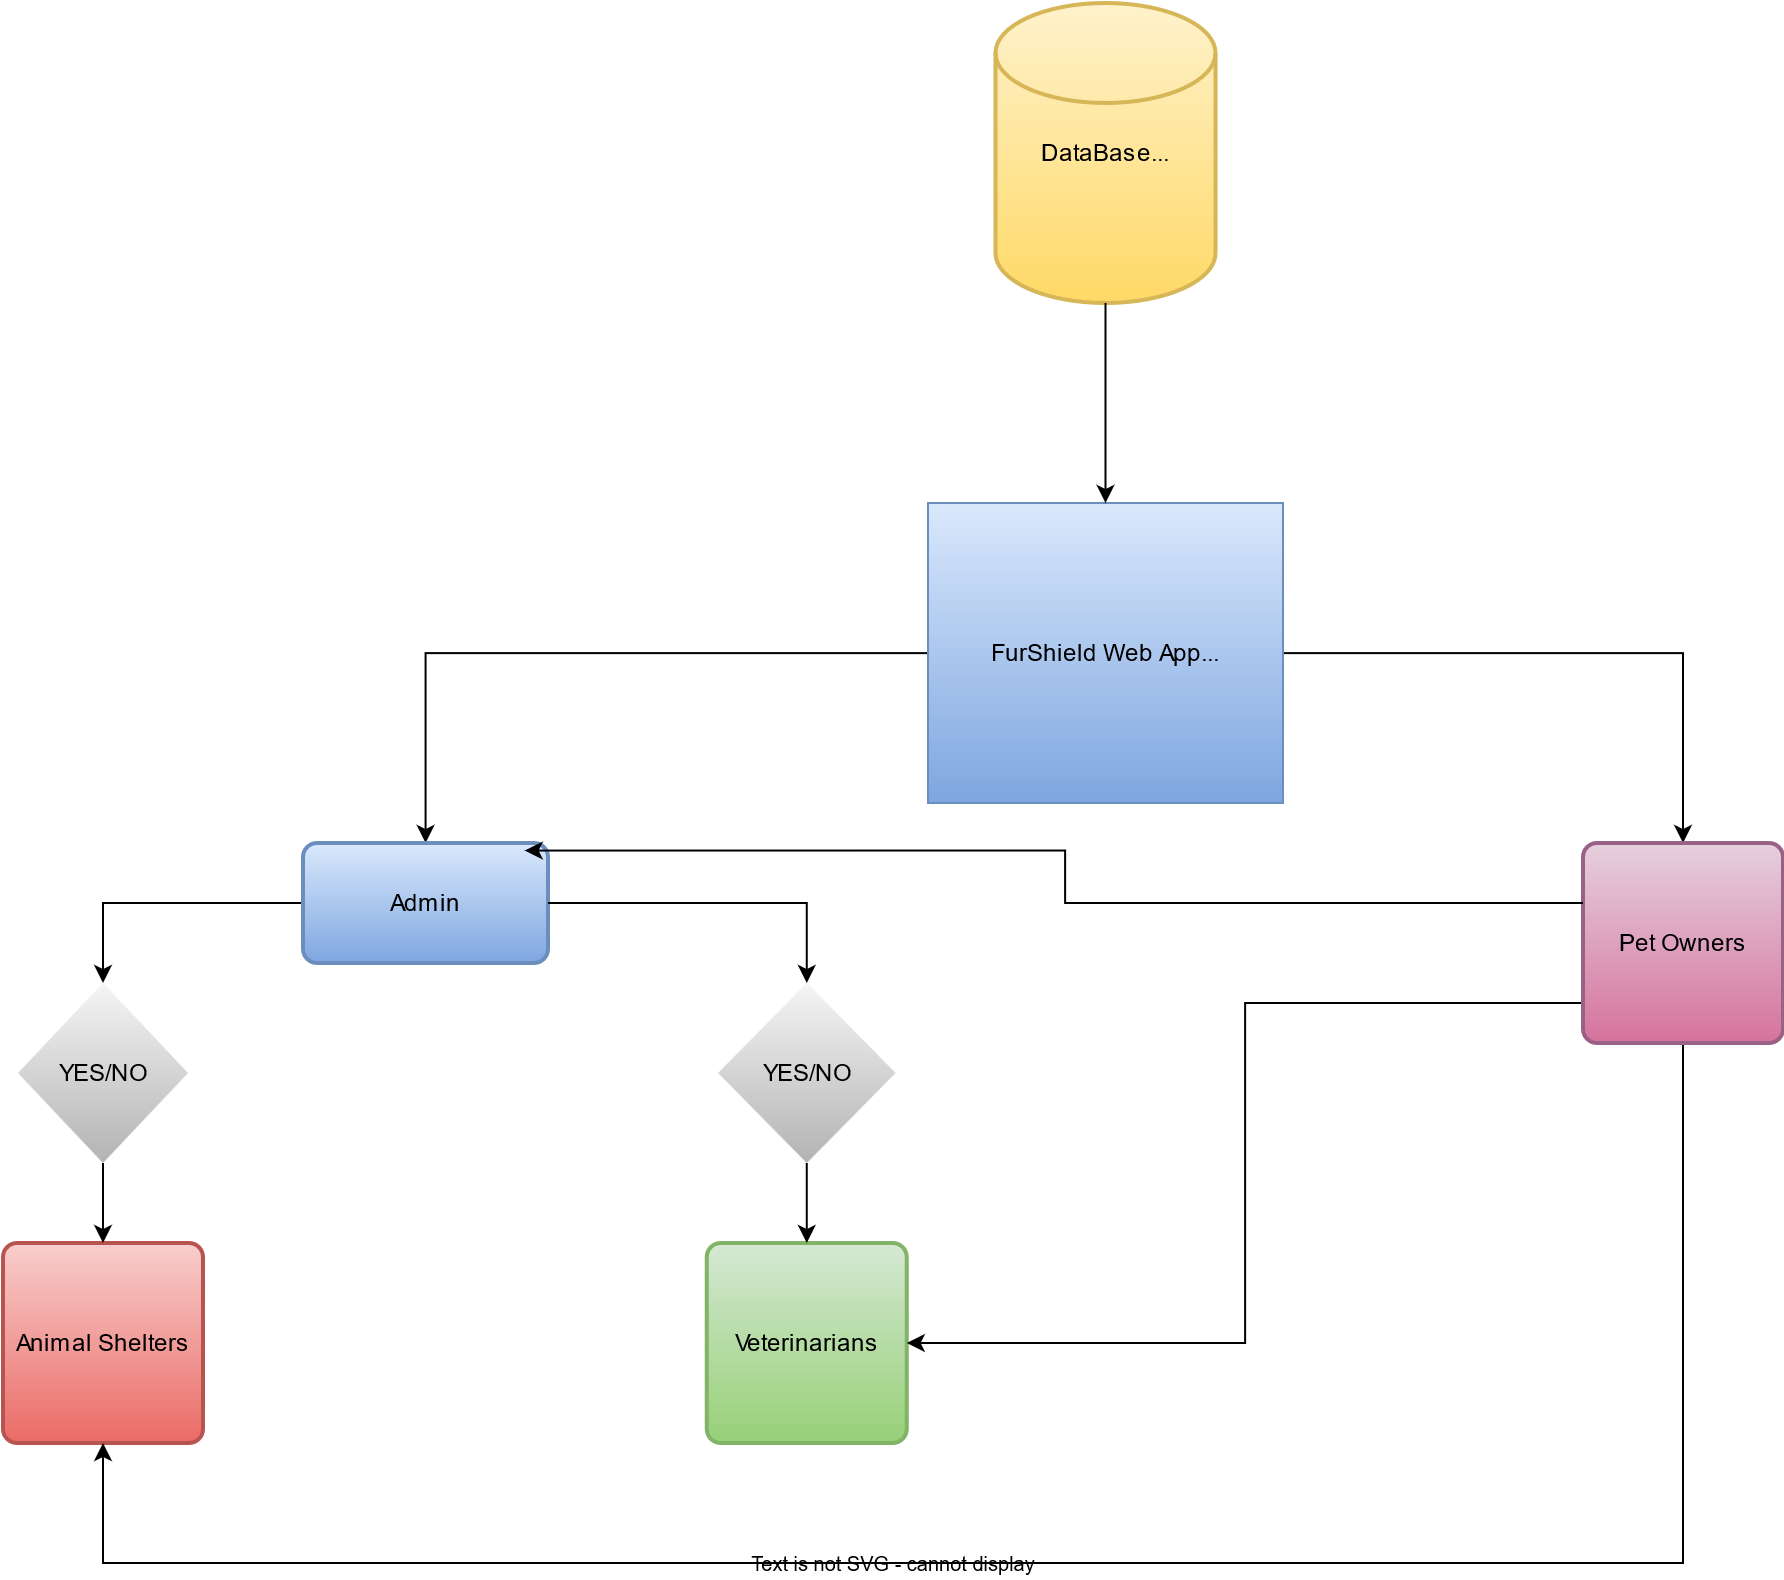 DataBase...
FurShield Web App...
Admin
Pet Owners
YES/NO
YES/NO
Animal Shelters
Veterinarians
Text is not SVG - cannot display